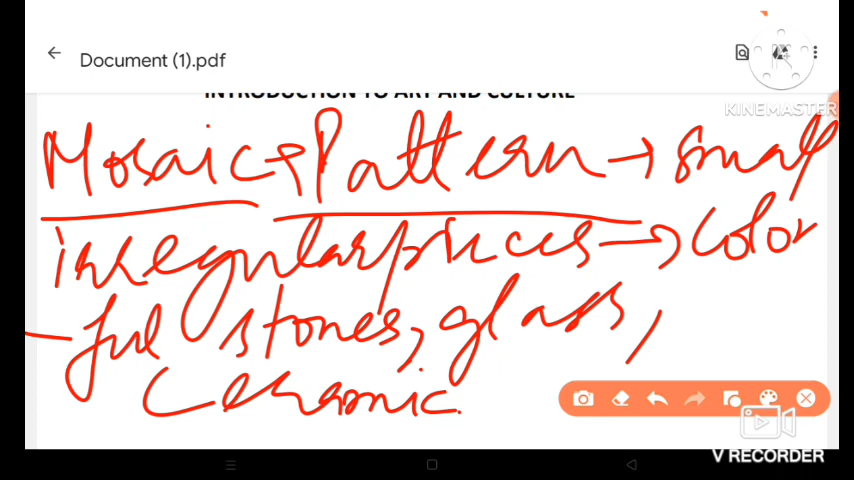 Document (1).pdf
KINEMASTER
INTRODUCTION TO ART AND CULTURE
Mosaic → Pattern → small
irregular pieces → color
-ful stones, glass,
Ceramic.
V RECORDER